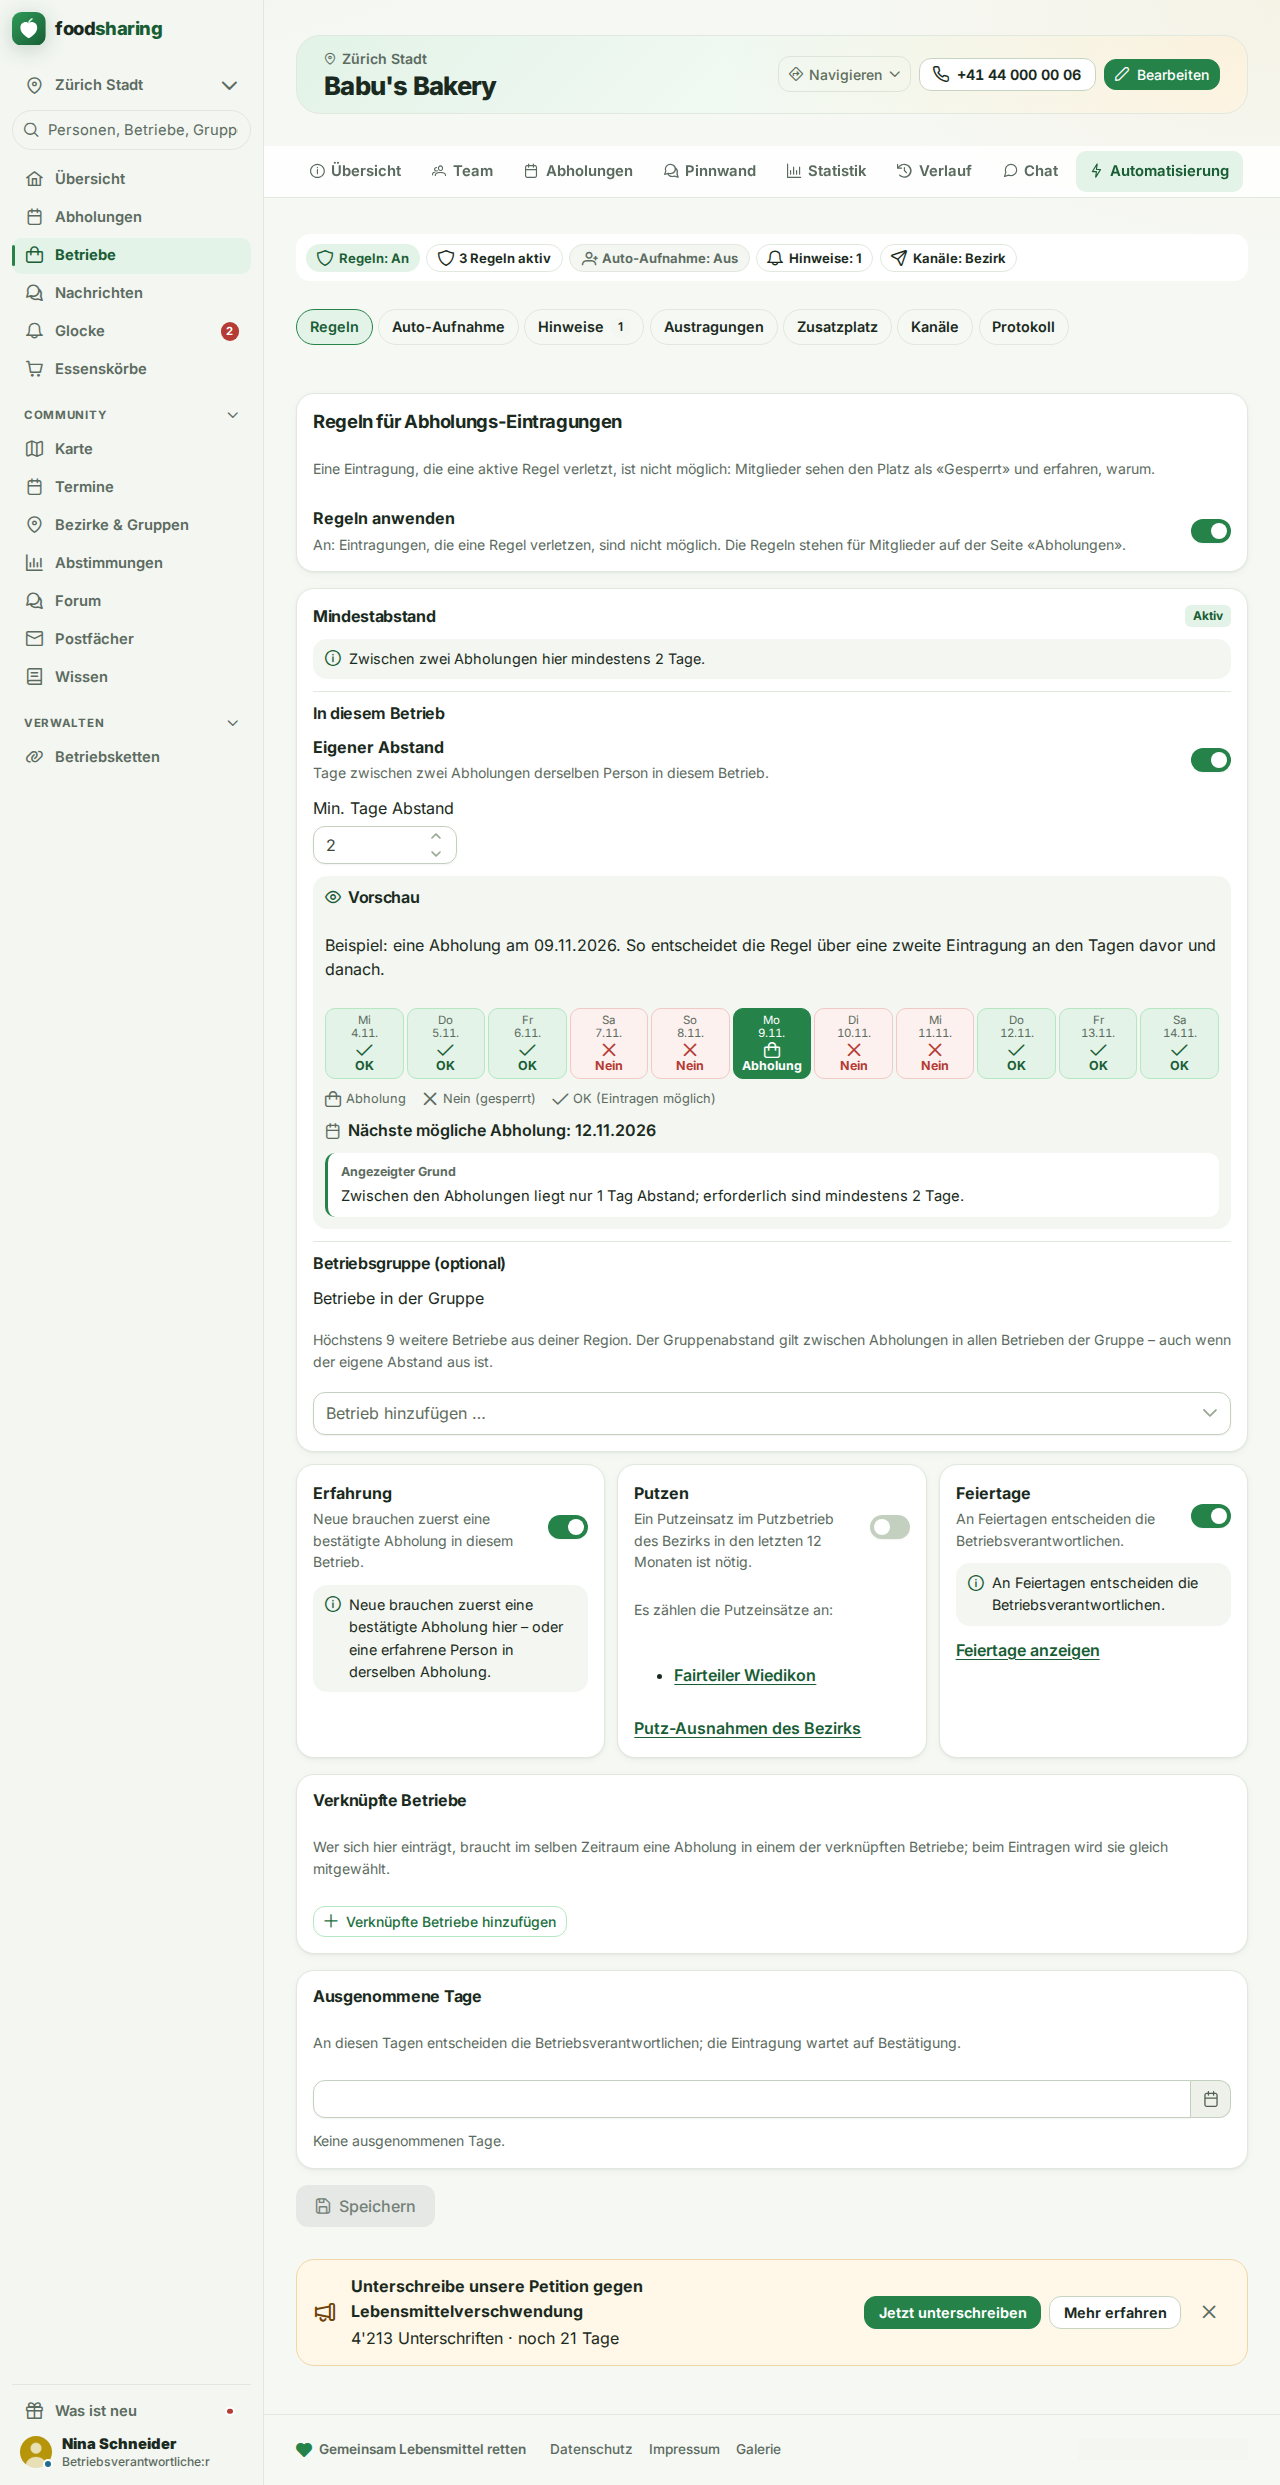 foodsharing
Zürich Stadt
Personen, Betriebe, Grupp
Übersicht
Abholungen
Betriebe
Nachrichten
Glocke 2
Essenskörbe
COMMUNITY
Karte
Termine
Bezirke & Gruppen
Abstimmungen
Forum
Postfächer
Wissen
VERWALTEN
Betriebsketten
Was ist neu
Nina Schneider
Betriebsverantwortliche:r
Zürich Stadt
Babu's Bakery
Navigieren +41 44 000 00 06 Bearbeiten
Übersicht Team Abholungen Pinnwand Statistik Verlauf Chat Automatisierung
Regeln: An 3 Regeln aktiv Auto-Aufnahme: Aus Hinweise: 1 Kanäle: Bezirk
Regeln Auto-Aufnahme Hinweise 1 Austragungen Zusatzplatz Kanäle Protokoll
Regeln für Abholungs-Eintragungen
Eine Eintragung, die eine aktive Regel verletzt, ist nicht möglich: Mitglieder sehen den Platz als «Gesperrt» und erfahren, warum.
Regeln anwenden
An: Eintragungen, die eine Regel verletzen, sind nicht möglich. Die Regeln stehen für Mitglieder auf der Seite «Abholungen».
Mindestabstand Aktiv
Zwischen zwei Abholungen hier mindestens 2 Tage.
In diesem Betrieb
Eigener Abstand
Tage zwischen zwei Abholungen derselben Person in diesem Betrieb.
Min. Tage Abstand
2
Vorschau
Beispiel: eine Abholung am 09.11.2026. So entscheidet die Regel über eine zweite Eintragung an den Tagen davor und
danach.
Mi Do Fr Sa So Mo Di Mi Do Fr Sa
4.11. 5.11. 6.11. 7.11. 8.11. 9.11. 10.11. 11.11. 12.11. 13.11. 14.11.
OK OK OK Nein Nein Abholung Nein Nein OK OK OK
Abholung Nein (gesperrt) OK (Eintragen möglich)
Nächste mögliche Abholung: 12.11.2026
Angezeigter Grund
Zwischen den Abholungen liegt nur 1 Tag Abstand; erforderlich sind mindestens 2 Tage.
Betriebsgruppe (optional)
Betriebe in der Gruppe
Höchstens 9 weitere Betriebe aus deiner Region. Der Gruppenabstand gilt zwischen Abholungen in allen Betrieben der Gruppe – auch wenn
der eigene Abstand aus ist.
Betrieb hinzufügen ...
Erfahrung
Neue brauchen zuerst eine
bestätigte Abholung in diesem
Betrieb.
Neue brauchen zuerst eine
bestätigte Abholung hier – oder
eine erfahrene Person in
derselben Abholung.
Putzen
Ein Putzeinsatz im Putzbetrieb
des Bezirks in den letzten 12
Monaten ist nötig.
Es zählen die Putzeinsätze an:
Fairteiler Wiedikon
Putz-Ausnahmen des Bezirks
Feiertage
An Feiertagen entscheiden die
Betriebsverantwortlichen.
An Feiertagen entscheiden die
Betriebsverantwortlichen.
Feiertage anzeigen
Verknüpfte Betriebe
Wer sich hier einträgt, braucht im selben Zeitraum eine Abholung in einem der verknüpften Betriebe; beim Eintragen wird sie gleich
mitgewählt.
Verknüpfte Betriebe hinzufügen
Ausgenommene Tage
An diesen Tagen entscheiden die Betriebsverantwortlichen; die Eintragung wartet auf Bestätigung.
Keine ausgenommenen Tage.
Speichern
Unterschreibe unsere Petition gegen
Lebensmittelverschwendung
4'213 Unterschriften · noch 21 Tage
Jetzt unterschreiben Mehr erfahren
Gemeinsam Lebensmittel retten Datenschutz Impressum Galerie